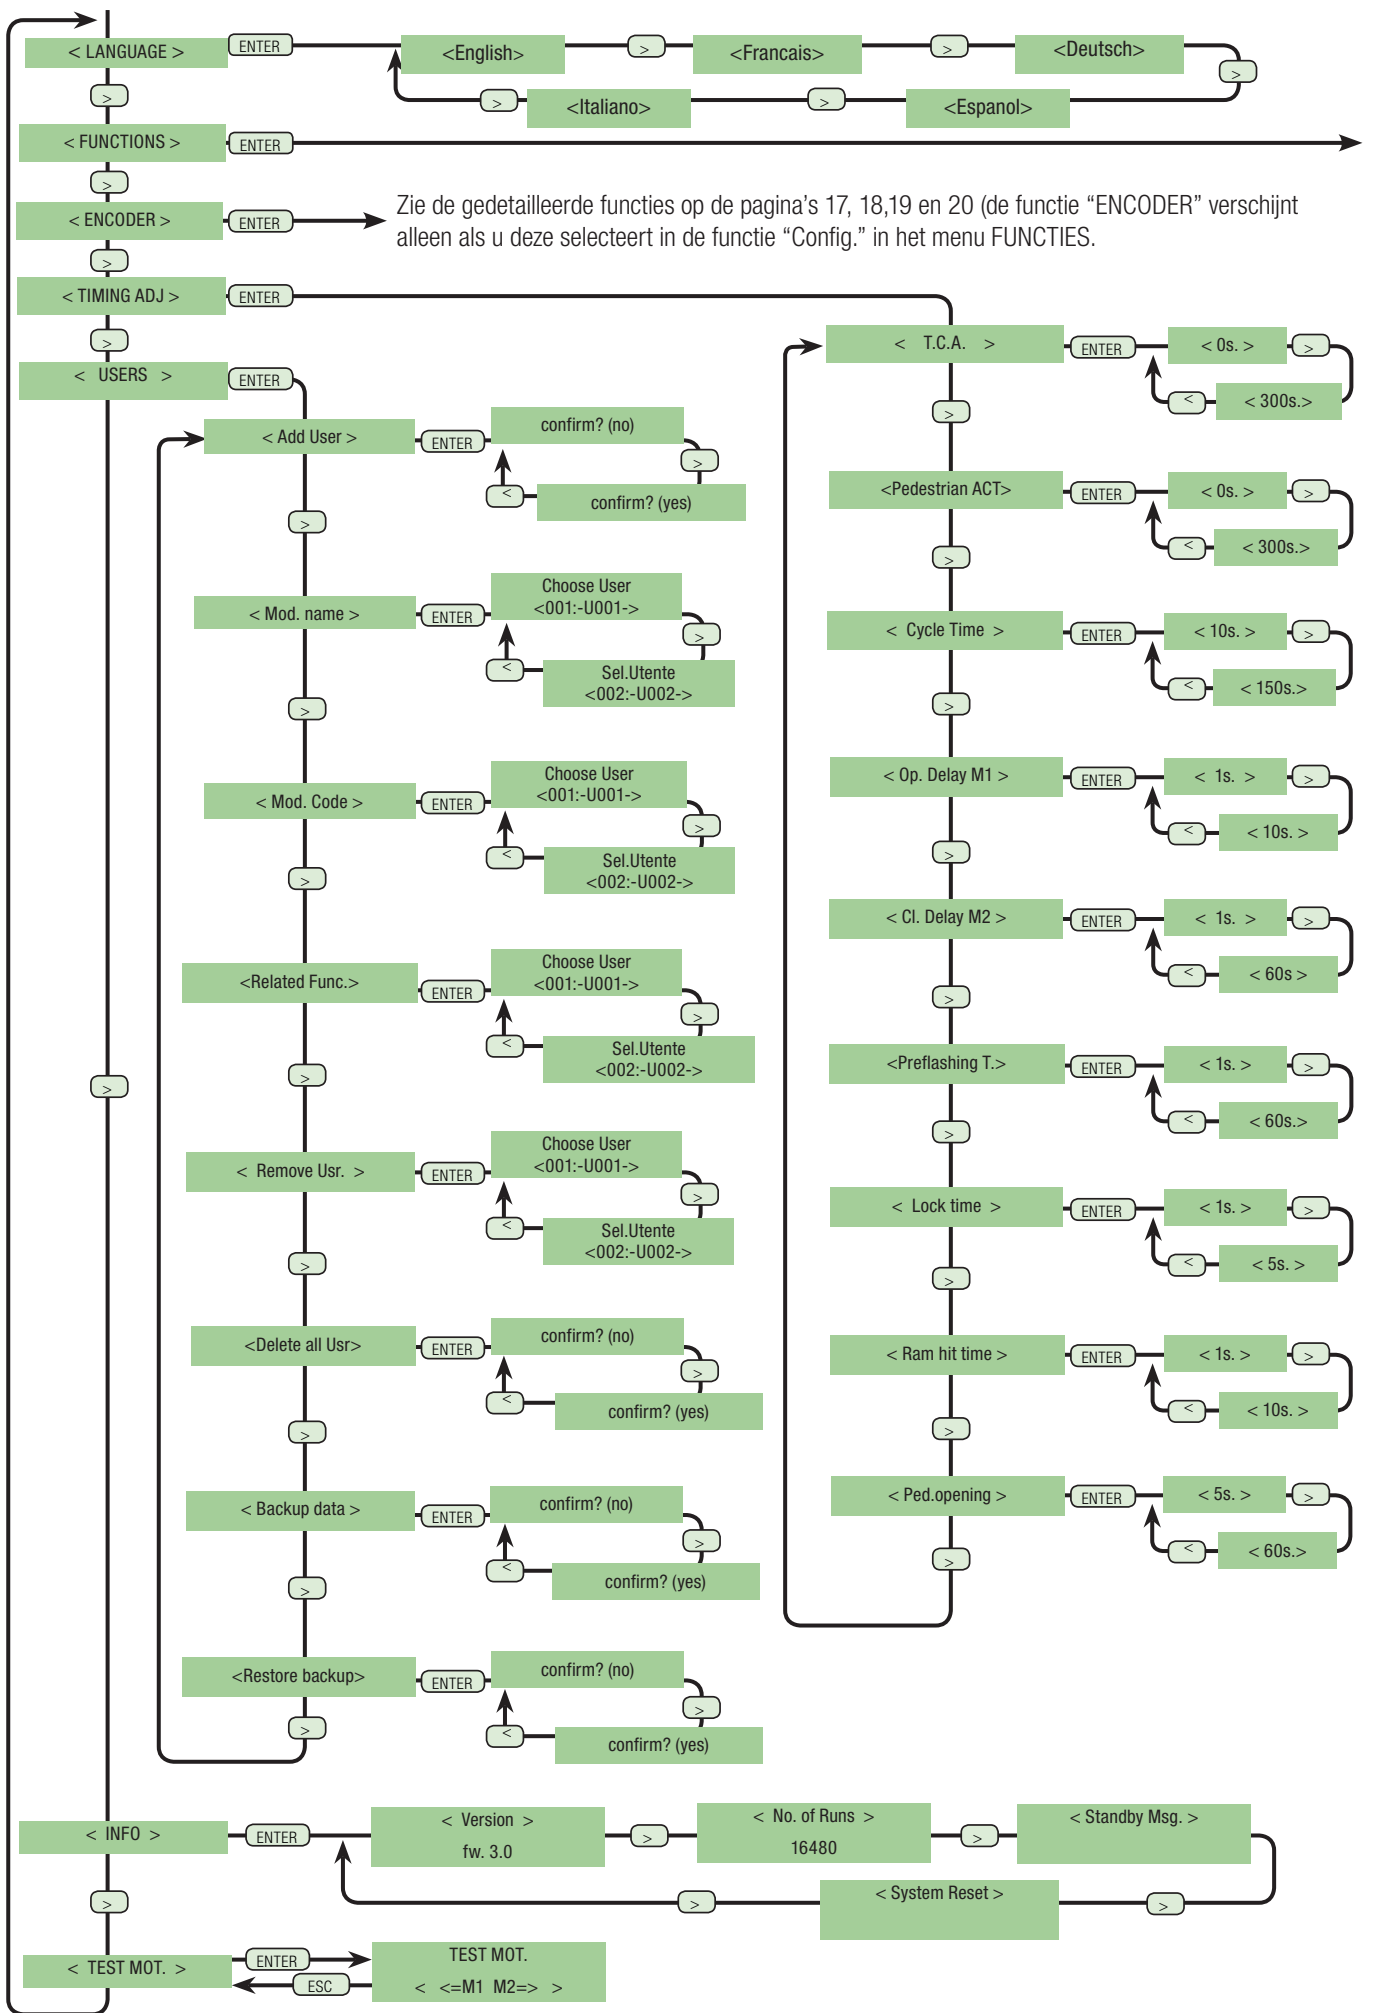 < LANGUAGE > ENTER <English> > <Francais> > <Deutsch>
>
> <Italiano> > <Espanol>
>
< FUNCTIONS > ENTER
>
< ENCODER > ENTER
Zie de gedetailleerde functies op de pagina's 17, 18,19 en 20 (de functie “ENCODER” verschijnt
alleen als u deze selecteert in de functie “Config.” in het menu FUNCTIES.
>
< TIMING ADJ > ENTER
>
< USERS > ENTER
>
< Add User > ENTER confirm? (no)
>
< confirm? (yes)
>
< Mod. name > ENTER Choose User
<001:-U001->
>
< Sel.Utente
<002:-U002->
>
< Mod. Code > ENTER Choose User
<001:-U001->
>
< Sel.Utente
<002:-U002->
>
<Related Func.> ENTER Choose User
<001:-U001->
>
< Sel.Utente
<002:-U002->
>
< Remove Usr. > ENTER Choose User
<001:-U001->
>
< Sel.Utente
<002:-U002->
>
<Delete all Usr> ENTER confirm? (no)
>
< confirm? (yes)
>
< Backup data > ENTER confirm? (no)
>
< confirm? (yes)
>
<Restore backup> ENTER confirm? (no)
>
< confirm? (yes)
>
< T.C.A. > ENTER < 0s. > >
< < 300s.>
>
<Pedestrian ACT> ENTER < 0s. > >
< < 300s.>
>
< Cycle Time > ENTER < 10s. > >
< < 150s.>
>
< Op. Delay M1 > ENTER < 1s. > >
< < 10s. >
>
< Cl. Delay M2 > ENTER < 1s. > >
< < 60s >
>
<Preflashing T.> ENTER < 1s. > >
< < 60s.>
>
< Lock time > ENTER < 1s. > >
< < 5s. >
>
< Ram hit time > ENTER < 1s. > >
< < 10s. >
>
< Ped.opening > ENTER < 5s. > >
< < 60s.>
>
< INFO > ENTER < Version >
fw. 3.0
> < No. of Runs >
16480
> < Standby Msg. >
> < System Reset > >
>
< TEST MOT. > ENTER TEST MOT.
ESC < <=M1 M2=> >